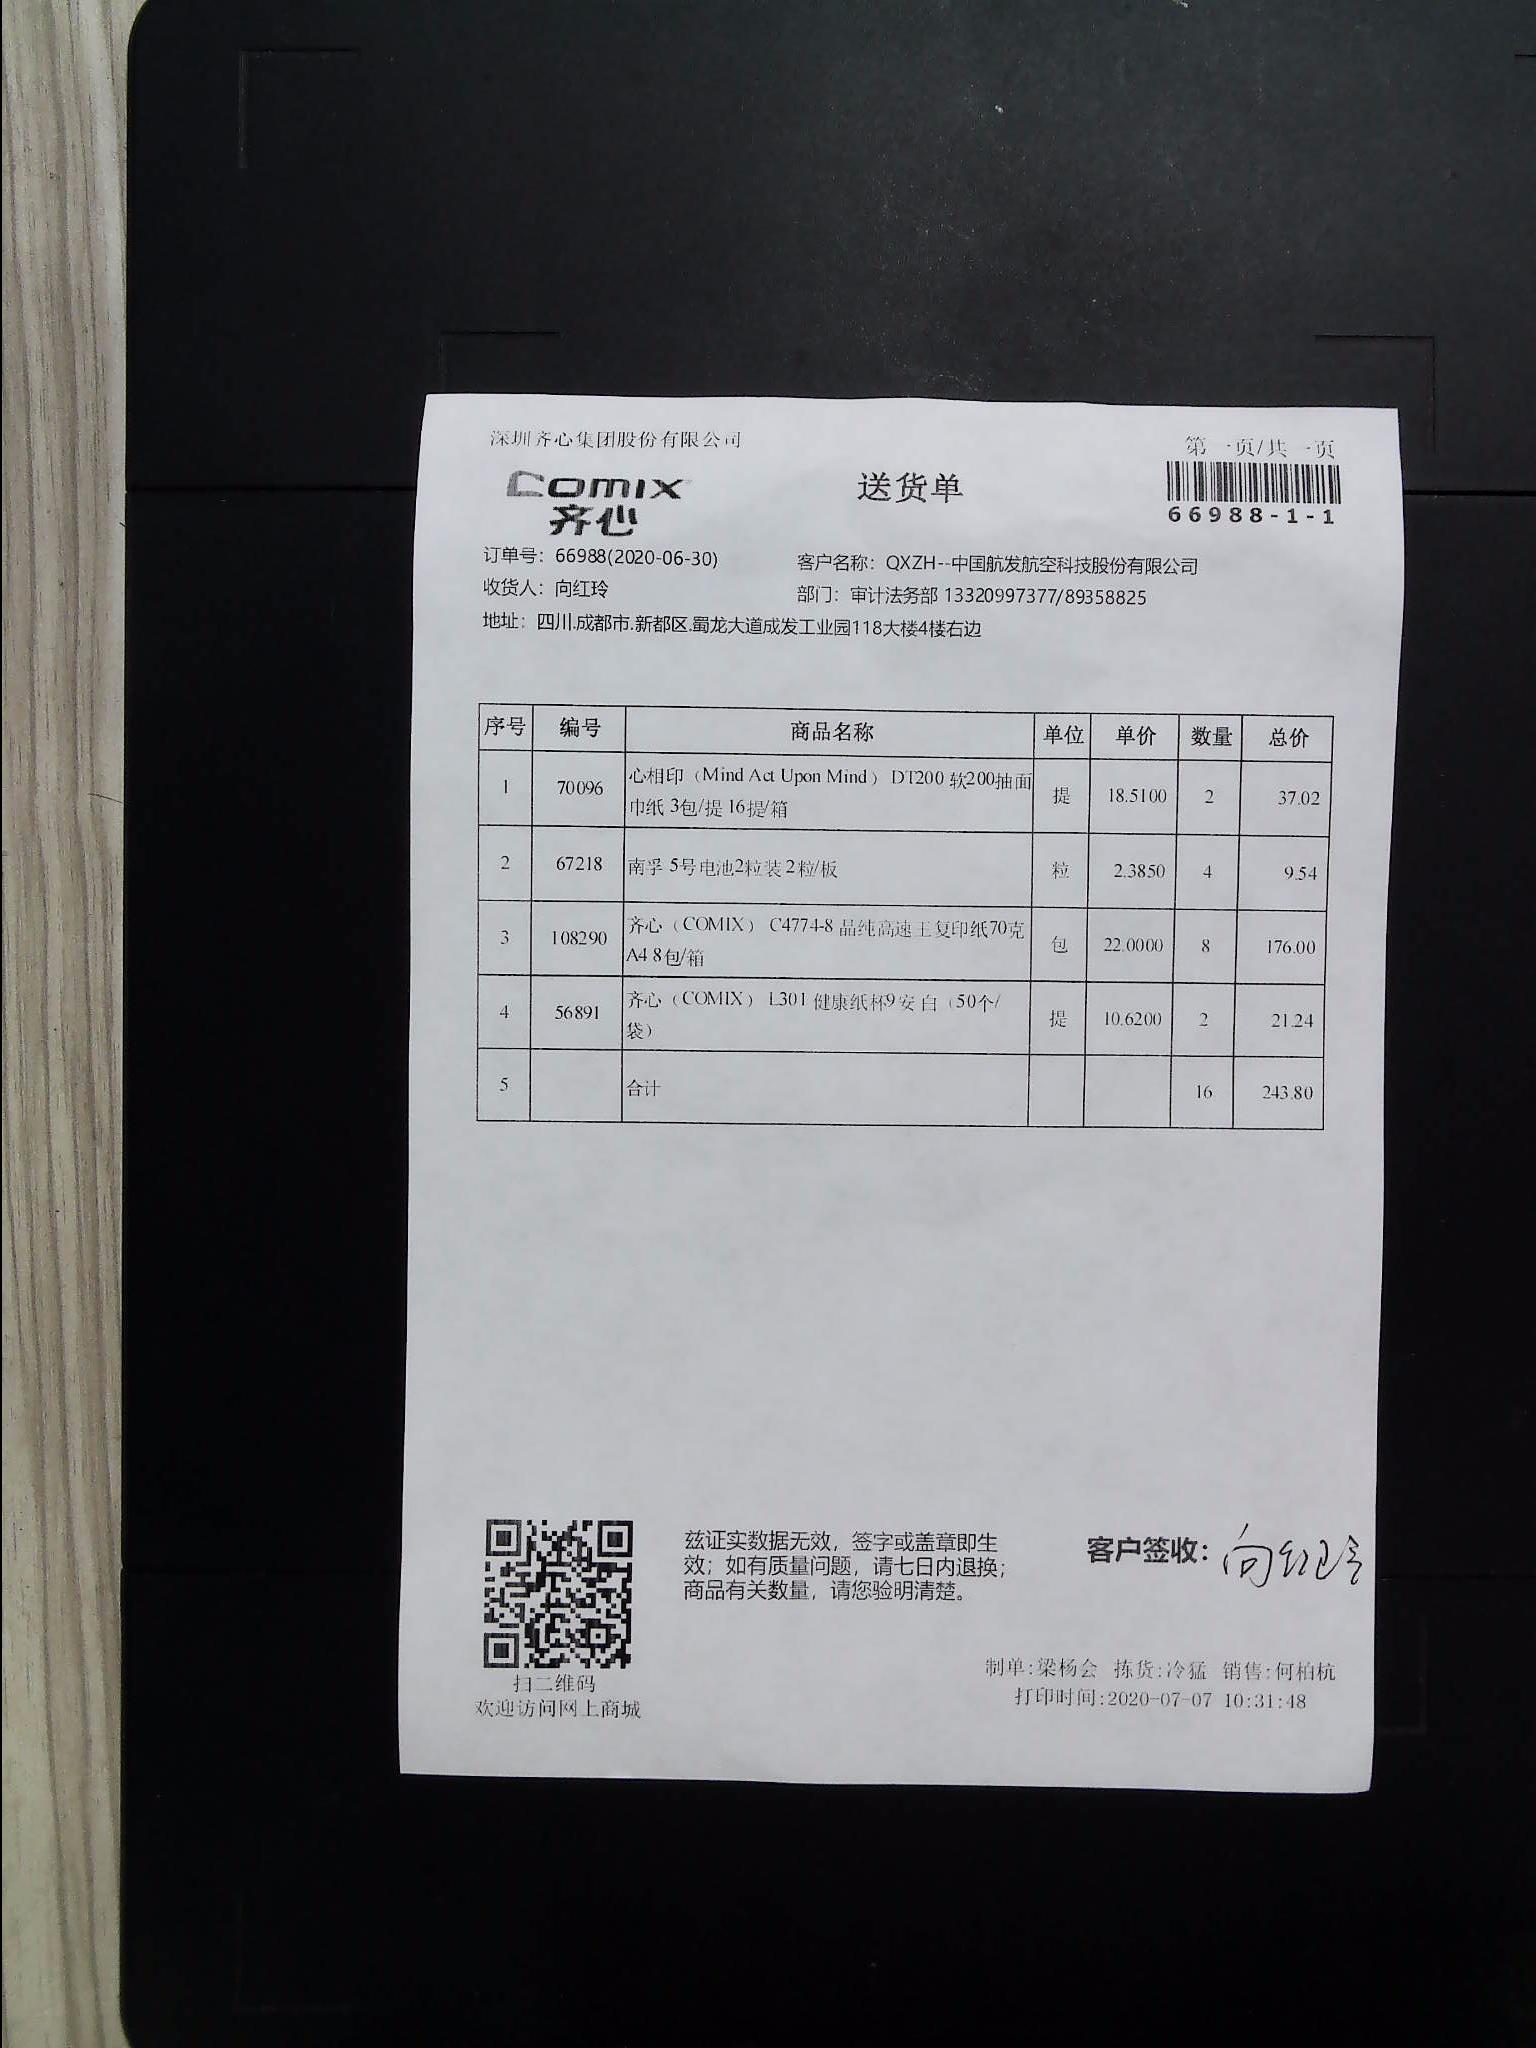 深圳齐心集团股份有限公司
第一页/共一页
comix
齐心
送货单
66988-1-1
订单号：66988(2020-06-30)
客户名称：QXZH--中国航发航空科技股份有限公司
收货人：向红玲
部门：审计法务部 13320997377/89358825
地址：四川.成都市.新都区.蜀龙大道成发工业园118大楼4楼右边
序号 编号 商品名称 单位 单价 数量 总价
1 70096 心相印（Mind Act Upon Mind） DT200 软200抽面 提 18.5100 2 37.02
巾纸 3包/提 16提/箱
2 67218 南孚 5号电池2粒装 2粒/板 粒 2.3850 4 9.54
3 108290 齐心（COMIX） C4774-8 晶纯高速王复印纸70克 包 22.0000 8 176.00
A4 8包/箱
4 56891 齐心（COMIX） L301 健康纸杯9安 白（50个/ 提 10.6200 2 21.24
袋）
5 合计 16 243.80
兹证实数据无效，签字或盖章即生
效；如有质量问题，请七日内退换；
商品有关数量，请您验明清楚。
客户签收：向红玲
扫二维码
欢迎访问网上商城
制单:梁杨会 拣货:冷猛 销售:何柏杭
打印时间:2020-07-07 10:31:48